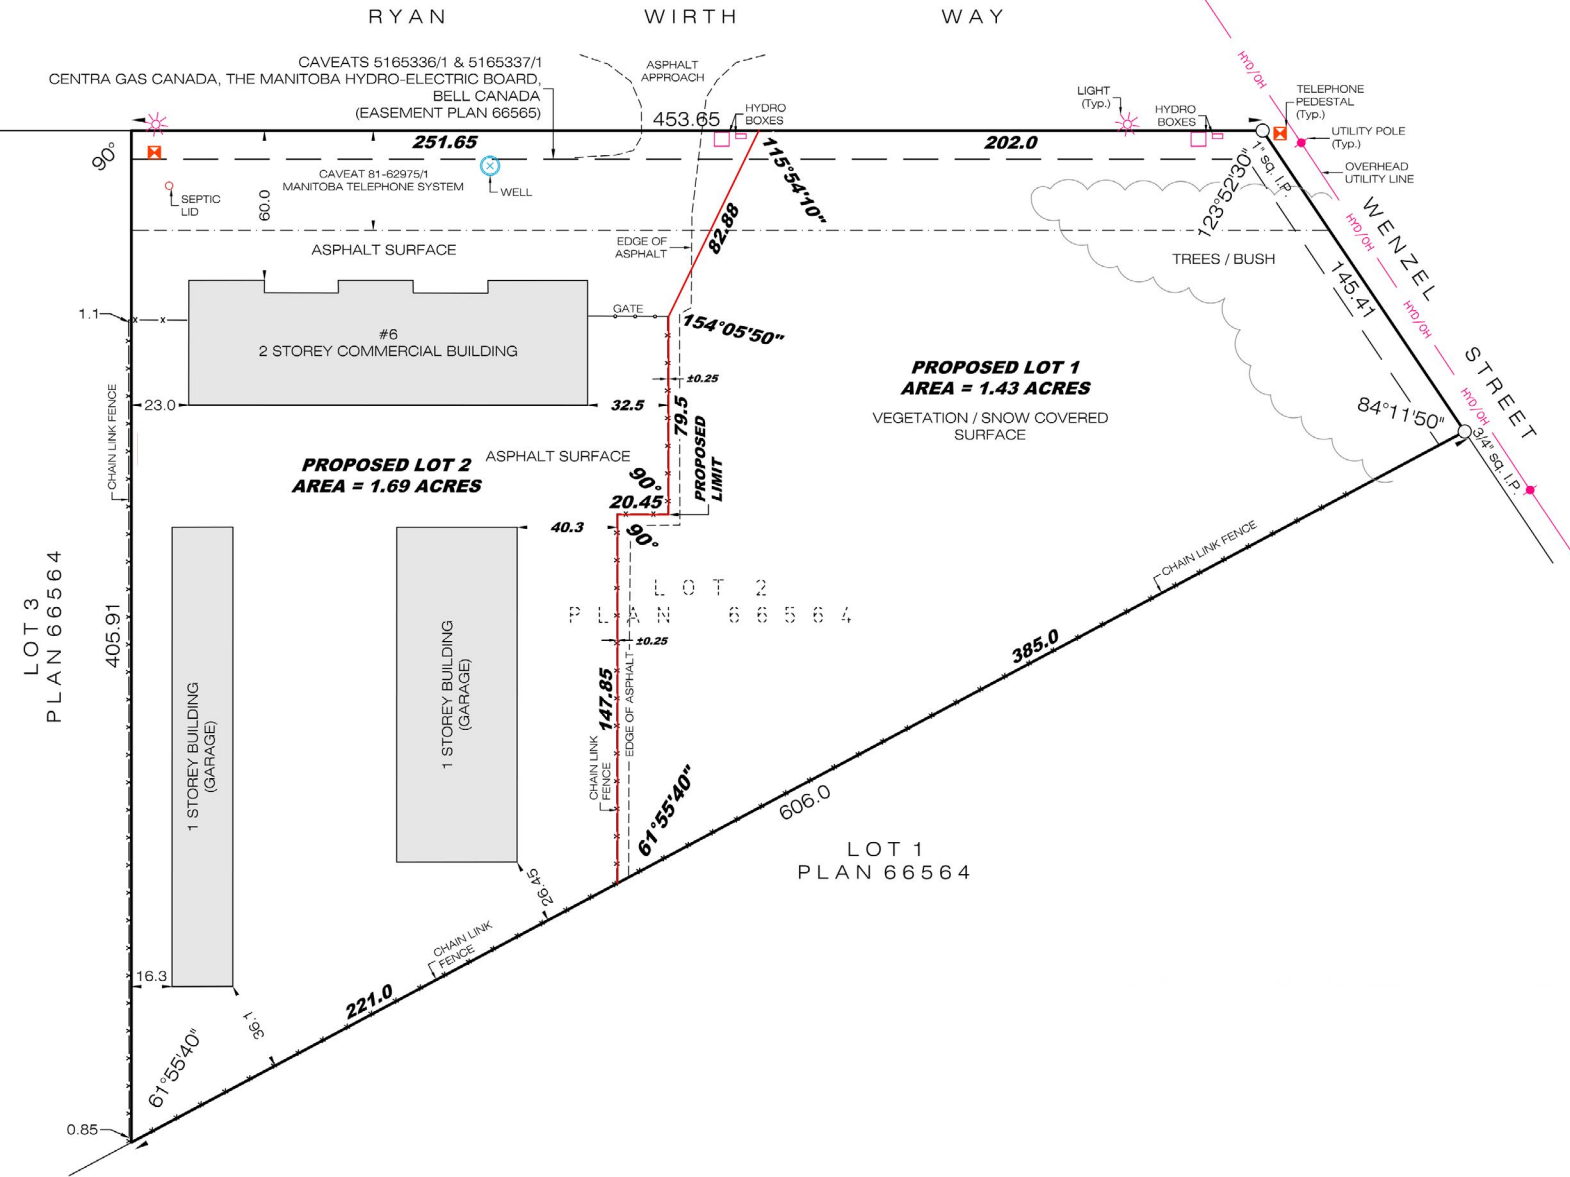 RYAN WIRTH WAY
CAVEATS 5165336/1 & 5165337/1
CENTRA GAS CANADA, THE MANITOBA HYDRO-ELECTRIC BOARD,
BELL CANADA
(EASEMENT PLAN 66565)
ASPHALT
APPROACH
453.65
HYDRO
BOXES
LIGHT
(Typ.)
HYDRO
BOXES
TELEPHONE
PEDESTAL
(Typ.)
UTILITY POLE
(Typ.)
OVERHEAD
UTILITY LINE
HYD/OH
HYD/OH
HYD/OH
HYD/OH
WENZEL STREET
251.65
202.0
90°
115°54'10"
123°52'30"
1" sq. I.P.
CAVEAT 81-62975/1
MANITOBA TELEPHONE SYSTEM
WELL
SEPTIC
LID
60.0
82.88
EDGE OF
ASPHALT
ASPHALT SURFACE
TREES / BUSH
145.41
1.1
GATE
154°05'50"
#6
2 STOREY COMMERCIAL BUILDING
±0.25
PROPOSED LOT 1
AREA = 1.43 ACRES
VEGETATION / SNOW COVERED
SURFACE
84°11'50"
3/4" sq. I.P.
23.0
32.5
79.5
PROPOSED
LIMIT
CHAIN LINK FENCE
PROPOSED LOT 2
AREA = 1.69 ACRES
ASPHALT SURFACE
90°
20.45
40.3
90°
CHAIN LINK FENCE
LOT 3
PLAN 66564
405.91
LOT 2
PLAN 66564
±0.25
385.0
1 STOREY BUILDING
(GARAGE)
1 STOREY BUILDING
(GARAGE)
147.85
EDGE OF ASPHALT
CHAIN LINK
FENCE
61°55'40"
606.0
LOT 1
PLAN 66564
26.45
CHAIN LINK
FENCE
16.3
221.0
36.1
61°55'40"
0.85